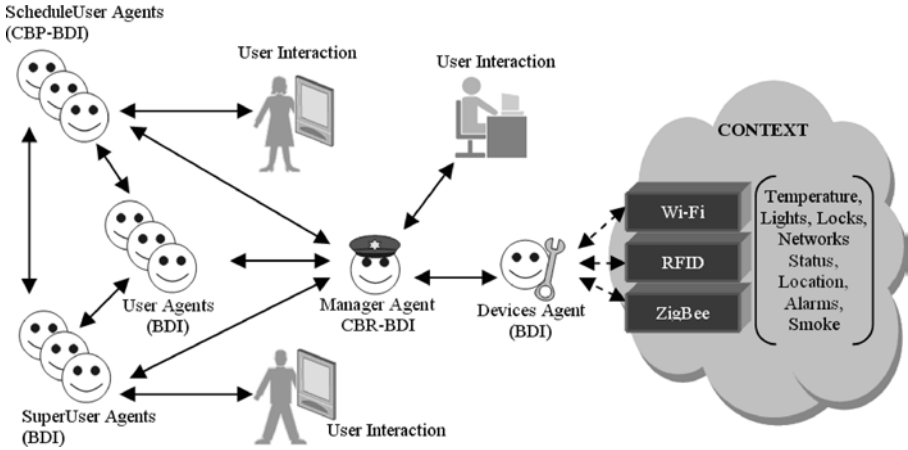 ScheduleUser Agents
(CBP-BDI)
User Interaction
User Interaction
CONTEXT
Wi-Fi
RFID
ZigBee
Temperature,
Lights, Locks,
Networks
Status,
Location,
Alarms,
Smoke
User Agents
(BDI)
Manager Agent
CBR-BDI
Devices Agent
(BDI)
SuperUser Agents
(BDI)
User Interaction